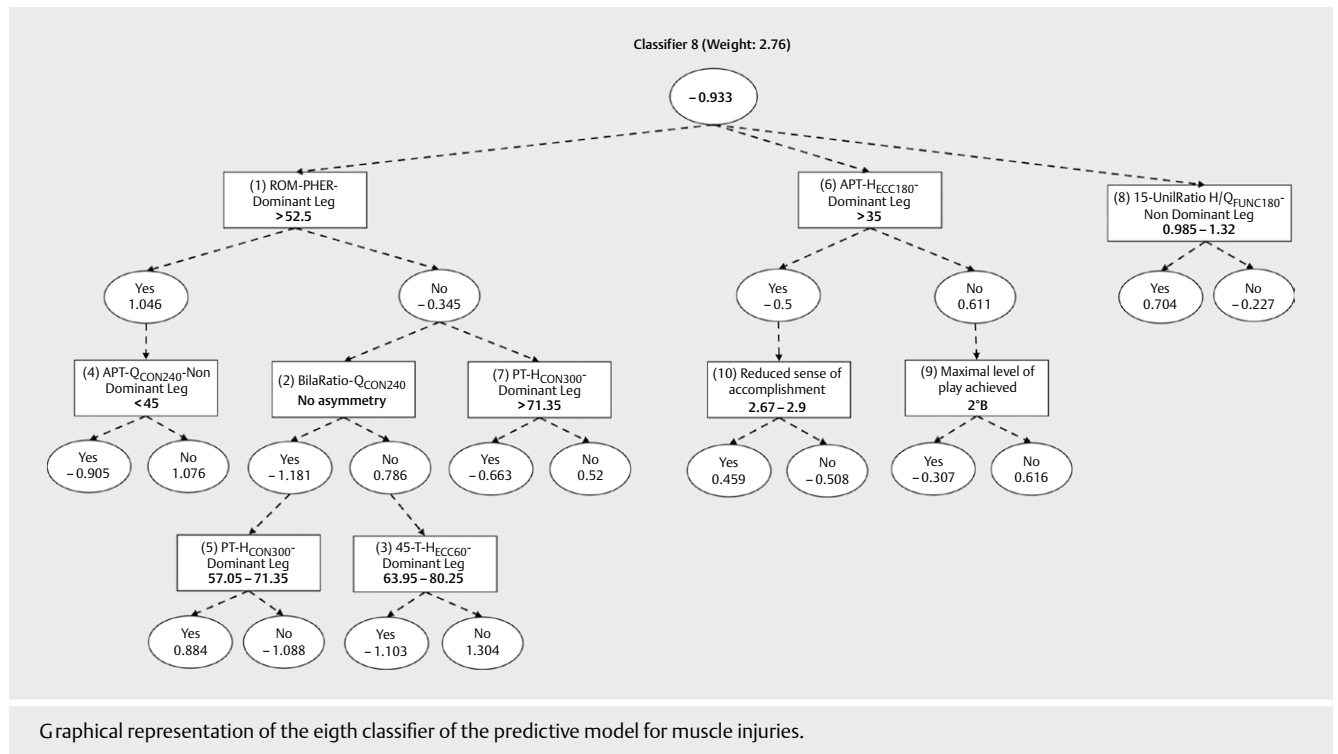 Classifier 8 (Weight: 2.76)
– 0.933
(1) ROM-PHER-
Dominant Leg
>52.5
(6) APT-HECC180-
Dominant Leg
>35
(8) 15-UnilRatio H/QFUNC180-
Non Dominant Leg
0.985 – 1.32
Yes
1.046
No
– 0.345
Yes
– 0.5
No
0.611
Yes
0.704
No
– 0.227
(4) APT-QCON240-Non
Dominant Leg
<45
(2) BilaRatio-QCON240
No asymmetry
(7) PT-HCON300-
Dominant Leg
>71.35
(10) Reduced sense of
accomplishment
2.67 – 2.9
(9) Maximal level of
play achieved
2°B
Yes
– 0.905
No
1.076
Yes
– 1.181
No
0.786
Yes
– 0.663
No
0.52
Yes
0.459
No
– 0.508
Yes
– 0.307
No
0.616
(5) PT-HCON300-
Dominant Leg
57.05 – 71.35
(3) 45-T-HECC60-
Dominant Leg
63.95 – 80.25
Yes
0.884
No
– 1.088
Yes
– 1.103
No
1.304
Graphical representation of the eigth classifier of the predictive model for muscle injuries.